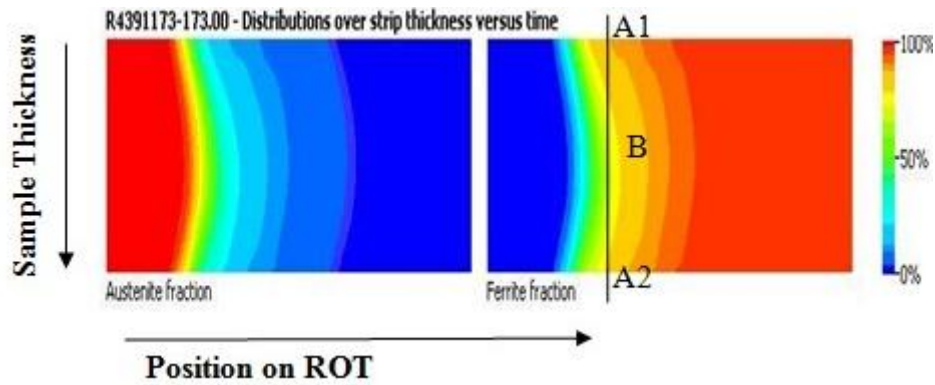 R4391173-173.00 - Distributions over strip thickness versus time
A1
100%
Sample Thickness
B
50%
A2
0%
Austenite fraction
Ferrite fraction
Position on ROT